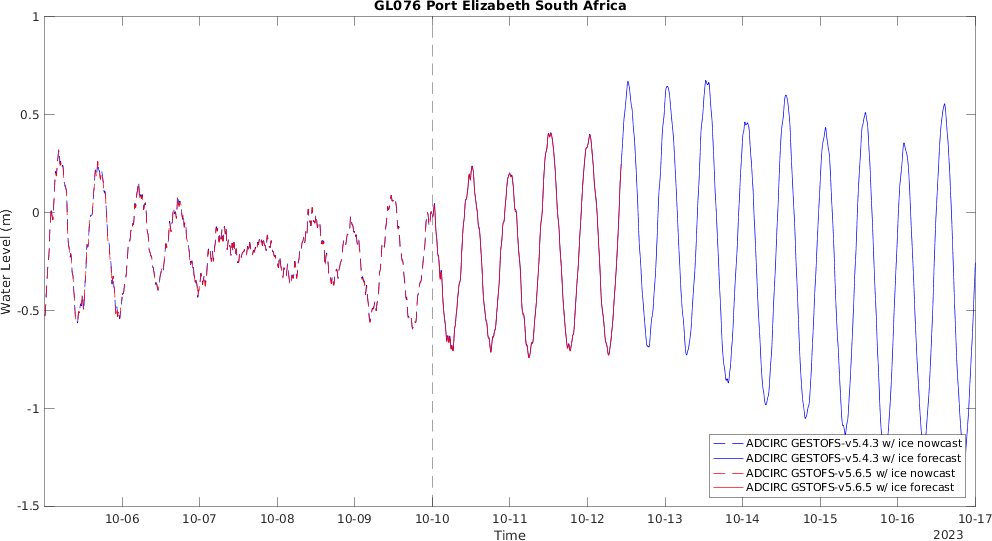 GL076 Port Elizabeth South Africa
1
0.5
0
-0.5
-1
-1.5
Water Level (m)
ADCIRC GESTOFS-v5.4.3 w/ ice nowcast
ADCIRC GESTOFS-v5.4.3 w/ ice forecast
ADCIRC GSTOFS-v5.6.5 w/ ice nowcast
ADCIRC GSTOFS-v5.6.5 w/ ice forecast
10-06 10-07 10-08 10-09 10-10 10-11 10-12 10-13 10-14 10-15 10-16 10-17
Time
2023